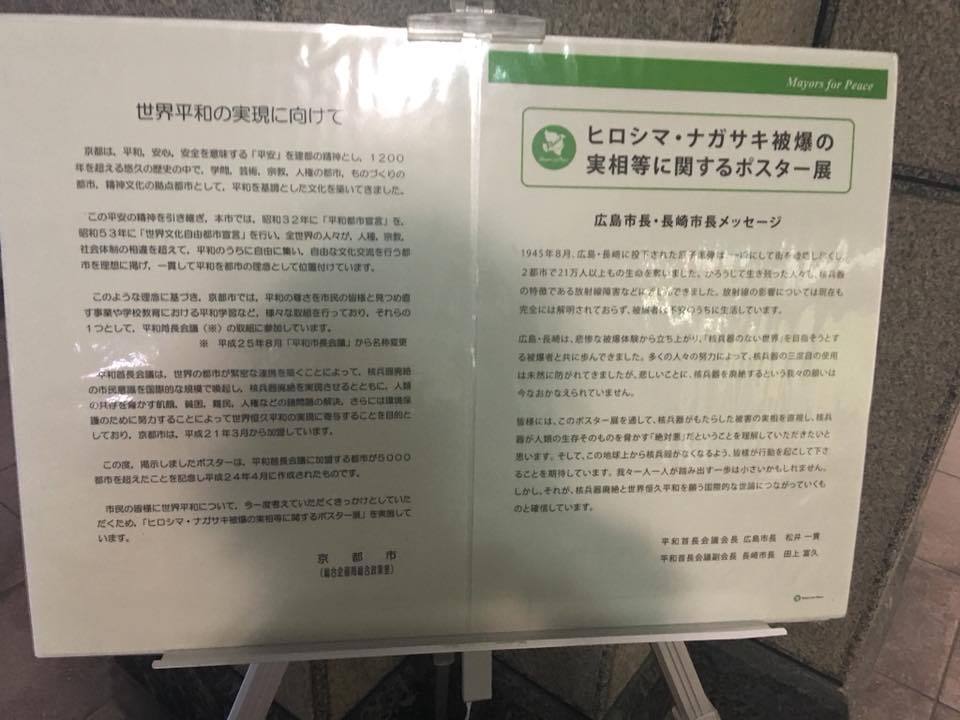 世界平和の実現に向けて
京都は、平和、安心、安全を意味する「平安」を建都の精神とし、1200
年を超える悠久の歴史の中で、学問、芸術、宗教、人権の都市、ものづくりの
都市、精神文化の拠点都市として、平和を基調とした文化を築いてきました。
この平安の精神を引き継ぎ、本市では、昭和32年に「平和都市宣言」を、
昭和53年に「世界文化自由都市宣言」を行い、全世界の人々が、人種、宗教、
社会体制の相違を超えて、平和のうちに自由に集い、自由な文化交流を行う都
市を理想に掲げ、一貫して平和を都市の理念として位置付けています。
このような理念に基づき、京都市では、平和の尊さを市民の皆様と見つめ直
す事業や学校教育における平和学習など、様々な取組を行っており、それらの
1つとして、平和首長会議(※)の取組に参加しています。
※ 平成25年8月「平和市長会議」から名称変更
平和首長会議は、世界の都市が緊密な連携を築くことによって、核兵器廃絶
の市民意識を国際的な規模で喚起し、核兵器廃絶を実現させるとともに、人類
の共存を脅かす飢餓、貧困、難民、人権などの諸問題の解決、さらには環境保
護のために努力することによって世界恒久平和の実現に寄与することを目的と
しており、京都市は、平成21年3月から加盟しています。
この度、掲示しましたポスターは、平和首長会議に加盟する都市が5000
都市を超えたことを記念し平成24年4月に作成されたものです。
市民の皆様に世界平和について、今一度考えていただくきっかけとしていた
だくため、「ヒロシマ・ナガサキ被爆の実相等に関するポスター展」を実施して
います。
京都市
(総合企画局総合政策室)
Mayors for Peace
ヒロシマ・ナガサキ被爆の
実相等に関するポスター展
広島市長・長崎市長メッセージ
1945年8月、広島・長崎に投下された原子爆弾は一瞬にして街を壊滅し尽くし、
2都市で21万人以上もの生命を奪いました。かろうじて生き残った人々も、核兵器
の特徴である放射線障害などに苦しんできました。放射線の影響については現在も
完全には解明されておらず、被爆者は不安のうちに生活しています。
広島・長崎は、悲惨な被爆体験から立ち上がり、「核兵器のない世界」を目指そうとす
る被爆者と共に歩んできました。多くの人々の努力によって、核兵器の三度目の使用
は未然に防がれてきましたが、悲しいことに、核兵器を廃絶するという我々の願いは
今なおかなえられていません。
皆様には、このポスター展を通して、核兵器がもたらした被害の実相を直視し、核兵
器が人類の生存そのものを脅かす「絶対悪」だということを理解していただきたいと
思います。そして、この地球上から核兵器がなくなるよう、皆様が行動を起こして下さ
ることを期待しています。我々一人一人が踏み出す一歩は小さいかもしれません。
しかし、それが、核兵器廃絶と世界恒久平和を願う国際的な世論につながっていくも
のと確信しています。
平和首長会議会長 広島市長 松井 一實
平和首長会議副会長 長崎市長 田上 富久